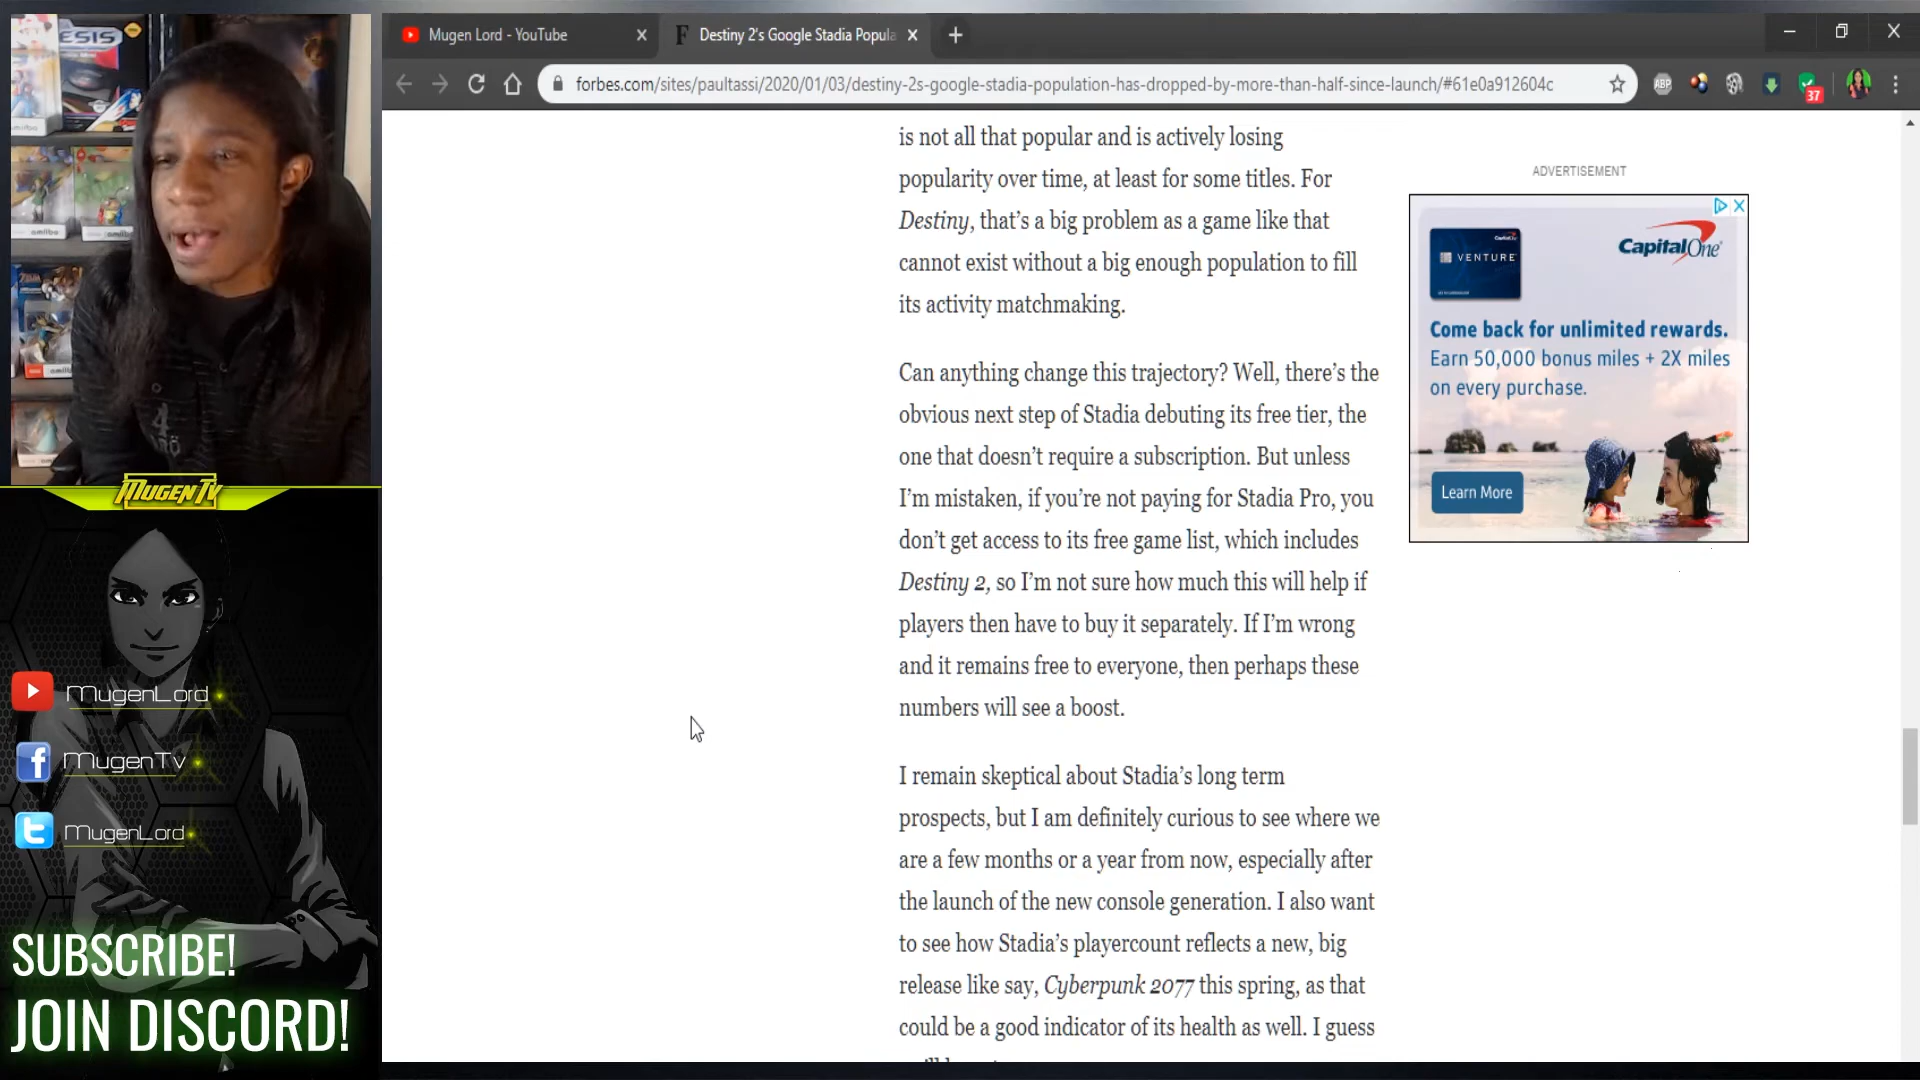 Mugen Lord - YouTube
Destiny 2's Google Stadia Popula
forbes.com/sites/paultassi/2020/01/03/destiny-2s-google-stadia-population-has-dropped-by-more-than-half-since-launch/#61e0a912604c
ABP
37
ESIS
amiibo
amiibo
MUGENTV
MugenLord
MugenTv
MugenLord
SUBSCRIBE!
JOIN DISCORD!
is not all that popular and is actively losing
popularity over time, at least for some titles. For
Destiny, that's a big problem as a game like that
cannot exist without a big enough population to fill
its activity matchmaking.
Can anything change this trajectory? Well, there's the
obvious next step of Stadia debuting its free tier, the
one that doesn't require a subscription. But unless
I'm mistaken, if you're not paying for Stadia Pro, you
don't get access to its free game list, which includes
Destiny 2, so I'm not sure how much this will help if
players then have to buy it separately. If I'm wrong
and it remains free to everyone, then perhaps these
numbers will see a boost.
I remain skeptical about Stadia's long term
prospects, but I am definitely curious to see where we
are a few months or a year from now, especially after
the launch of the new console generation. I also want
to see how Stadia's playercount reflects a new, big
release like say, Cyberpunk 2077 this spring, as that
could be a good indicator of its health as well. I guess
ADVERTISEMENT
CapitalOne
VENTURE
Come back for unlimited rewards.
Earn 50,000 bonus miles + 2X miles
on every purchase.
Learn More